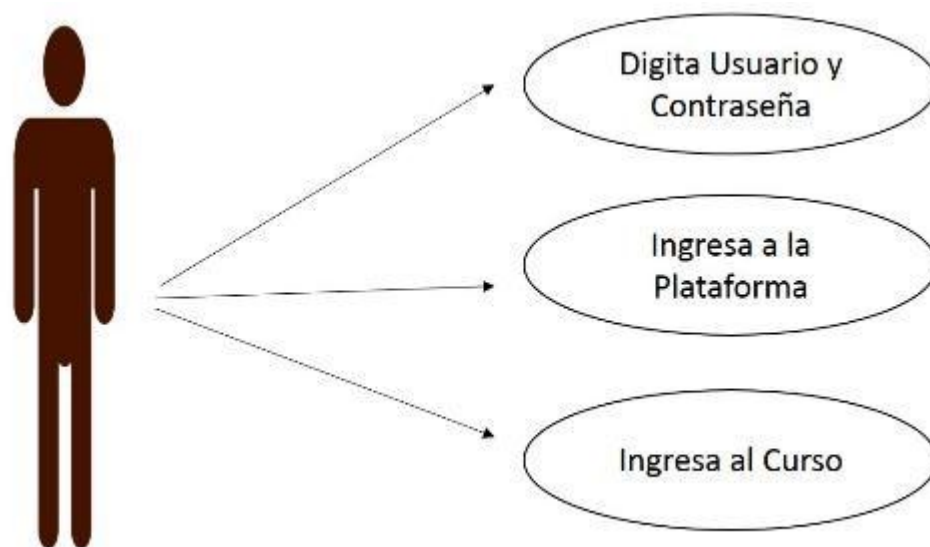 Digita Usuario y
Contraseña
Ingresa a la
Plataforma
Ingresa al Curso